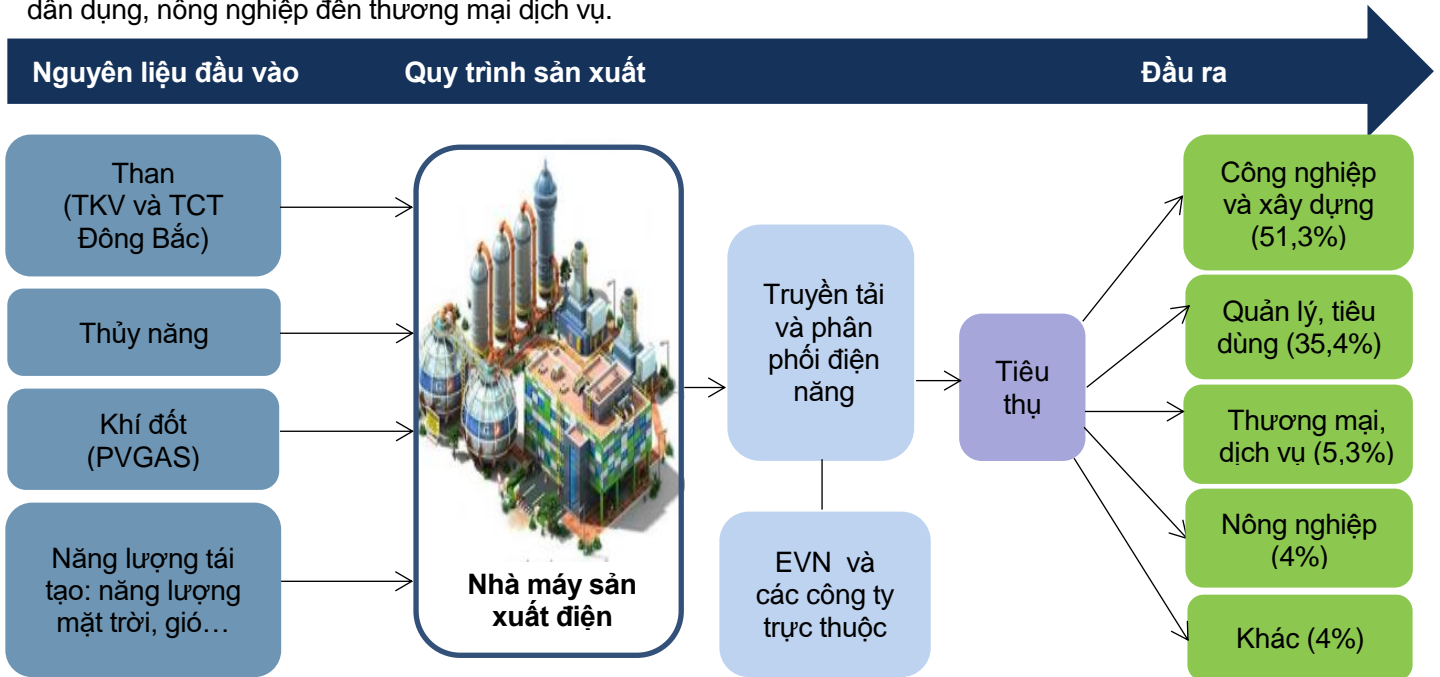 dân dụng, nông nghiệp đến thương mại dịch vụ.
Nguyên liệu đầu vào
Quy trình sản xuất
Đầu ra
Than
(TKV và TCT
Đông Bắc)
Thủy năng
Khí đốt
(PVGAS)
Năng lượng tái
tạo: năng lượng
mặt trời, gió…
Nhà máy sản
xuất điện
Truyền tải
và phân
phối điện
năng
EVN và
các công ty
trực thuộc
Tiêu
thụ
Công nghiệp
và xây dựng
(51,3%)
Quản lý, tiêu
dùng (35,4%)
Thương mại,
dịch vụ (5,3%)
Nông nghiệp
(4%)
Khác (4%)